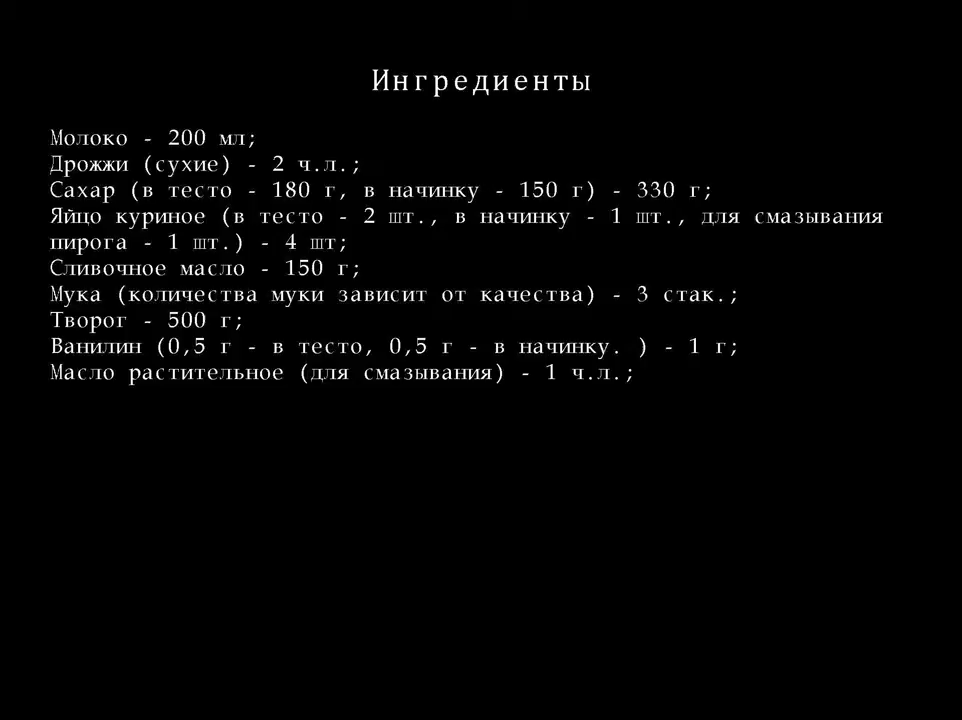 Ингредиенты
Молоко - 200 мл;
Дрожжи (сухие) - 2 ч.л.;
Сахар (в тесто - 180 г, в начинку - 150 г) - 330 г;
Яйцо куриное (в тесто - 2 шт., в начинку - 1 шт., для смазывания
пирога - 1 шт.) - 4 шт;
Сливочное масло - 150 г;
Мука (количества муки зависит от качества) - 3 стак.;
Творог - 500 г;
Ванилин (0,5 г - в тесто, 0,5 г - в начинку. ) - 1 г;
Масло растительное (для смазывания) - 1 ч.л.;